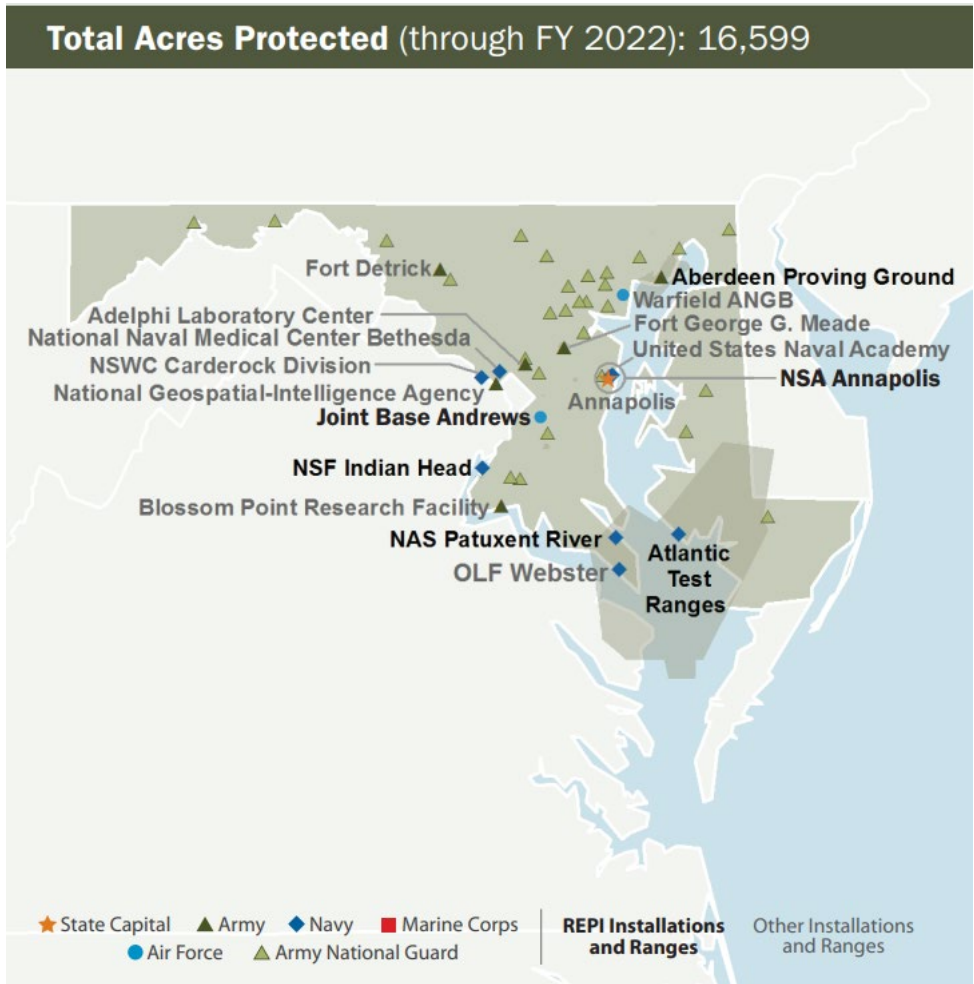 Total Acres Protected (through FY 2022): 16,599
Fort Detrick
Aberdeen Proving Ground
Warfield ANGB
Adelphi Laboratory Center
Fort George G. Meade
National Naval Medical Center Bethesda
United States Naval Academy
NSWC Carderock Division
NSA Annapolis
National Geospatial-Intelligence Agency
Annapolis
Joint Base Andrews
NSF Indian Head
Blossom Point Research Facility
NAS Patuxent River
OLF Webster
Atlantic
Test
Ranges
State Capital
Army
Navy
Marine Corps
Air Force
Army National Guard
REPI Installations
and Ranges
Other Installations
and Ranges